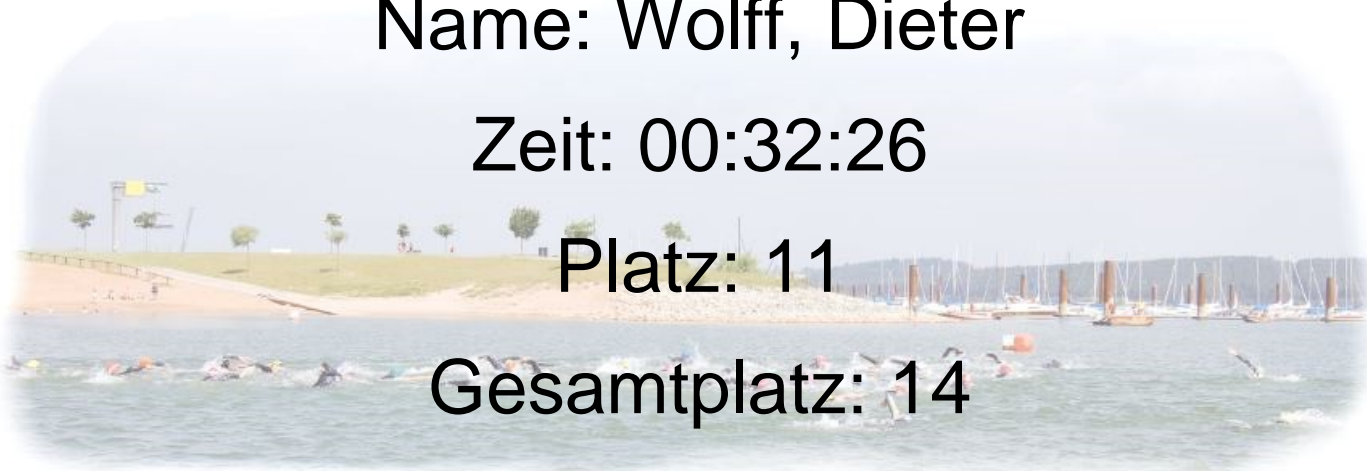 Name: Wolff, Dieter
Zeit: 00:32:26
Platz: 11
Gesamtplatz: 14